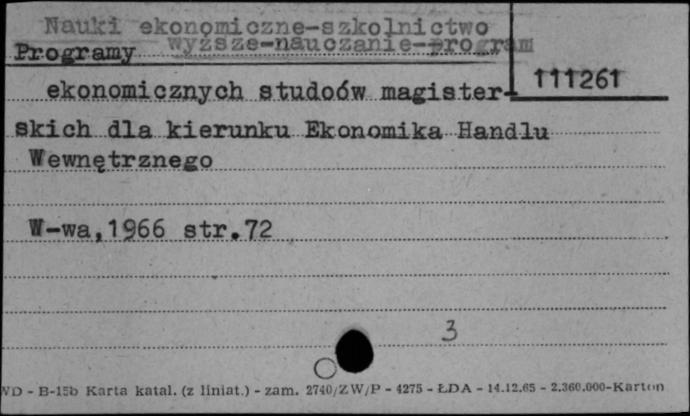 Nauki ekonomiczne-szkolnictwo
wyższe-nauczanie-program
Programy
111261
ekonomicznych studoów magister-
skich dla kierunku Ekonomika Handlu
Wewnętrznego
W-wa,1966 str.72
3
WD - B-15b Karta katal. (z liniat.) - zam. 2740/ZW/P - 4275 - ŁDA - 14.12.65 - 2.360.000-Karton